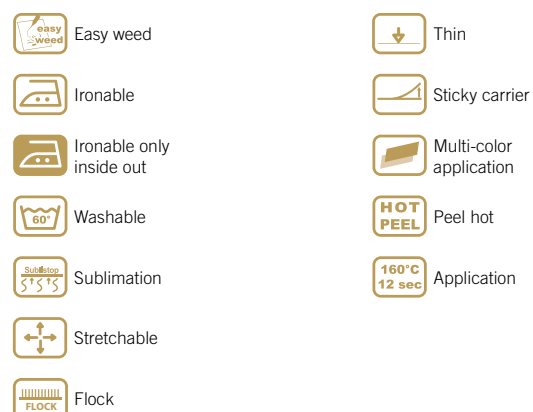 easy
weed
Easy weed
Ironable
Ironable only
inside out
60°
Washable
Sublistop
Sublimation
Stretchable
FLOCK
Flock
Thin
Sticky carrier
Multi-color
application
HOT
PEEL
Peel hot
160°C
12 sec
Application